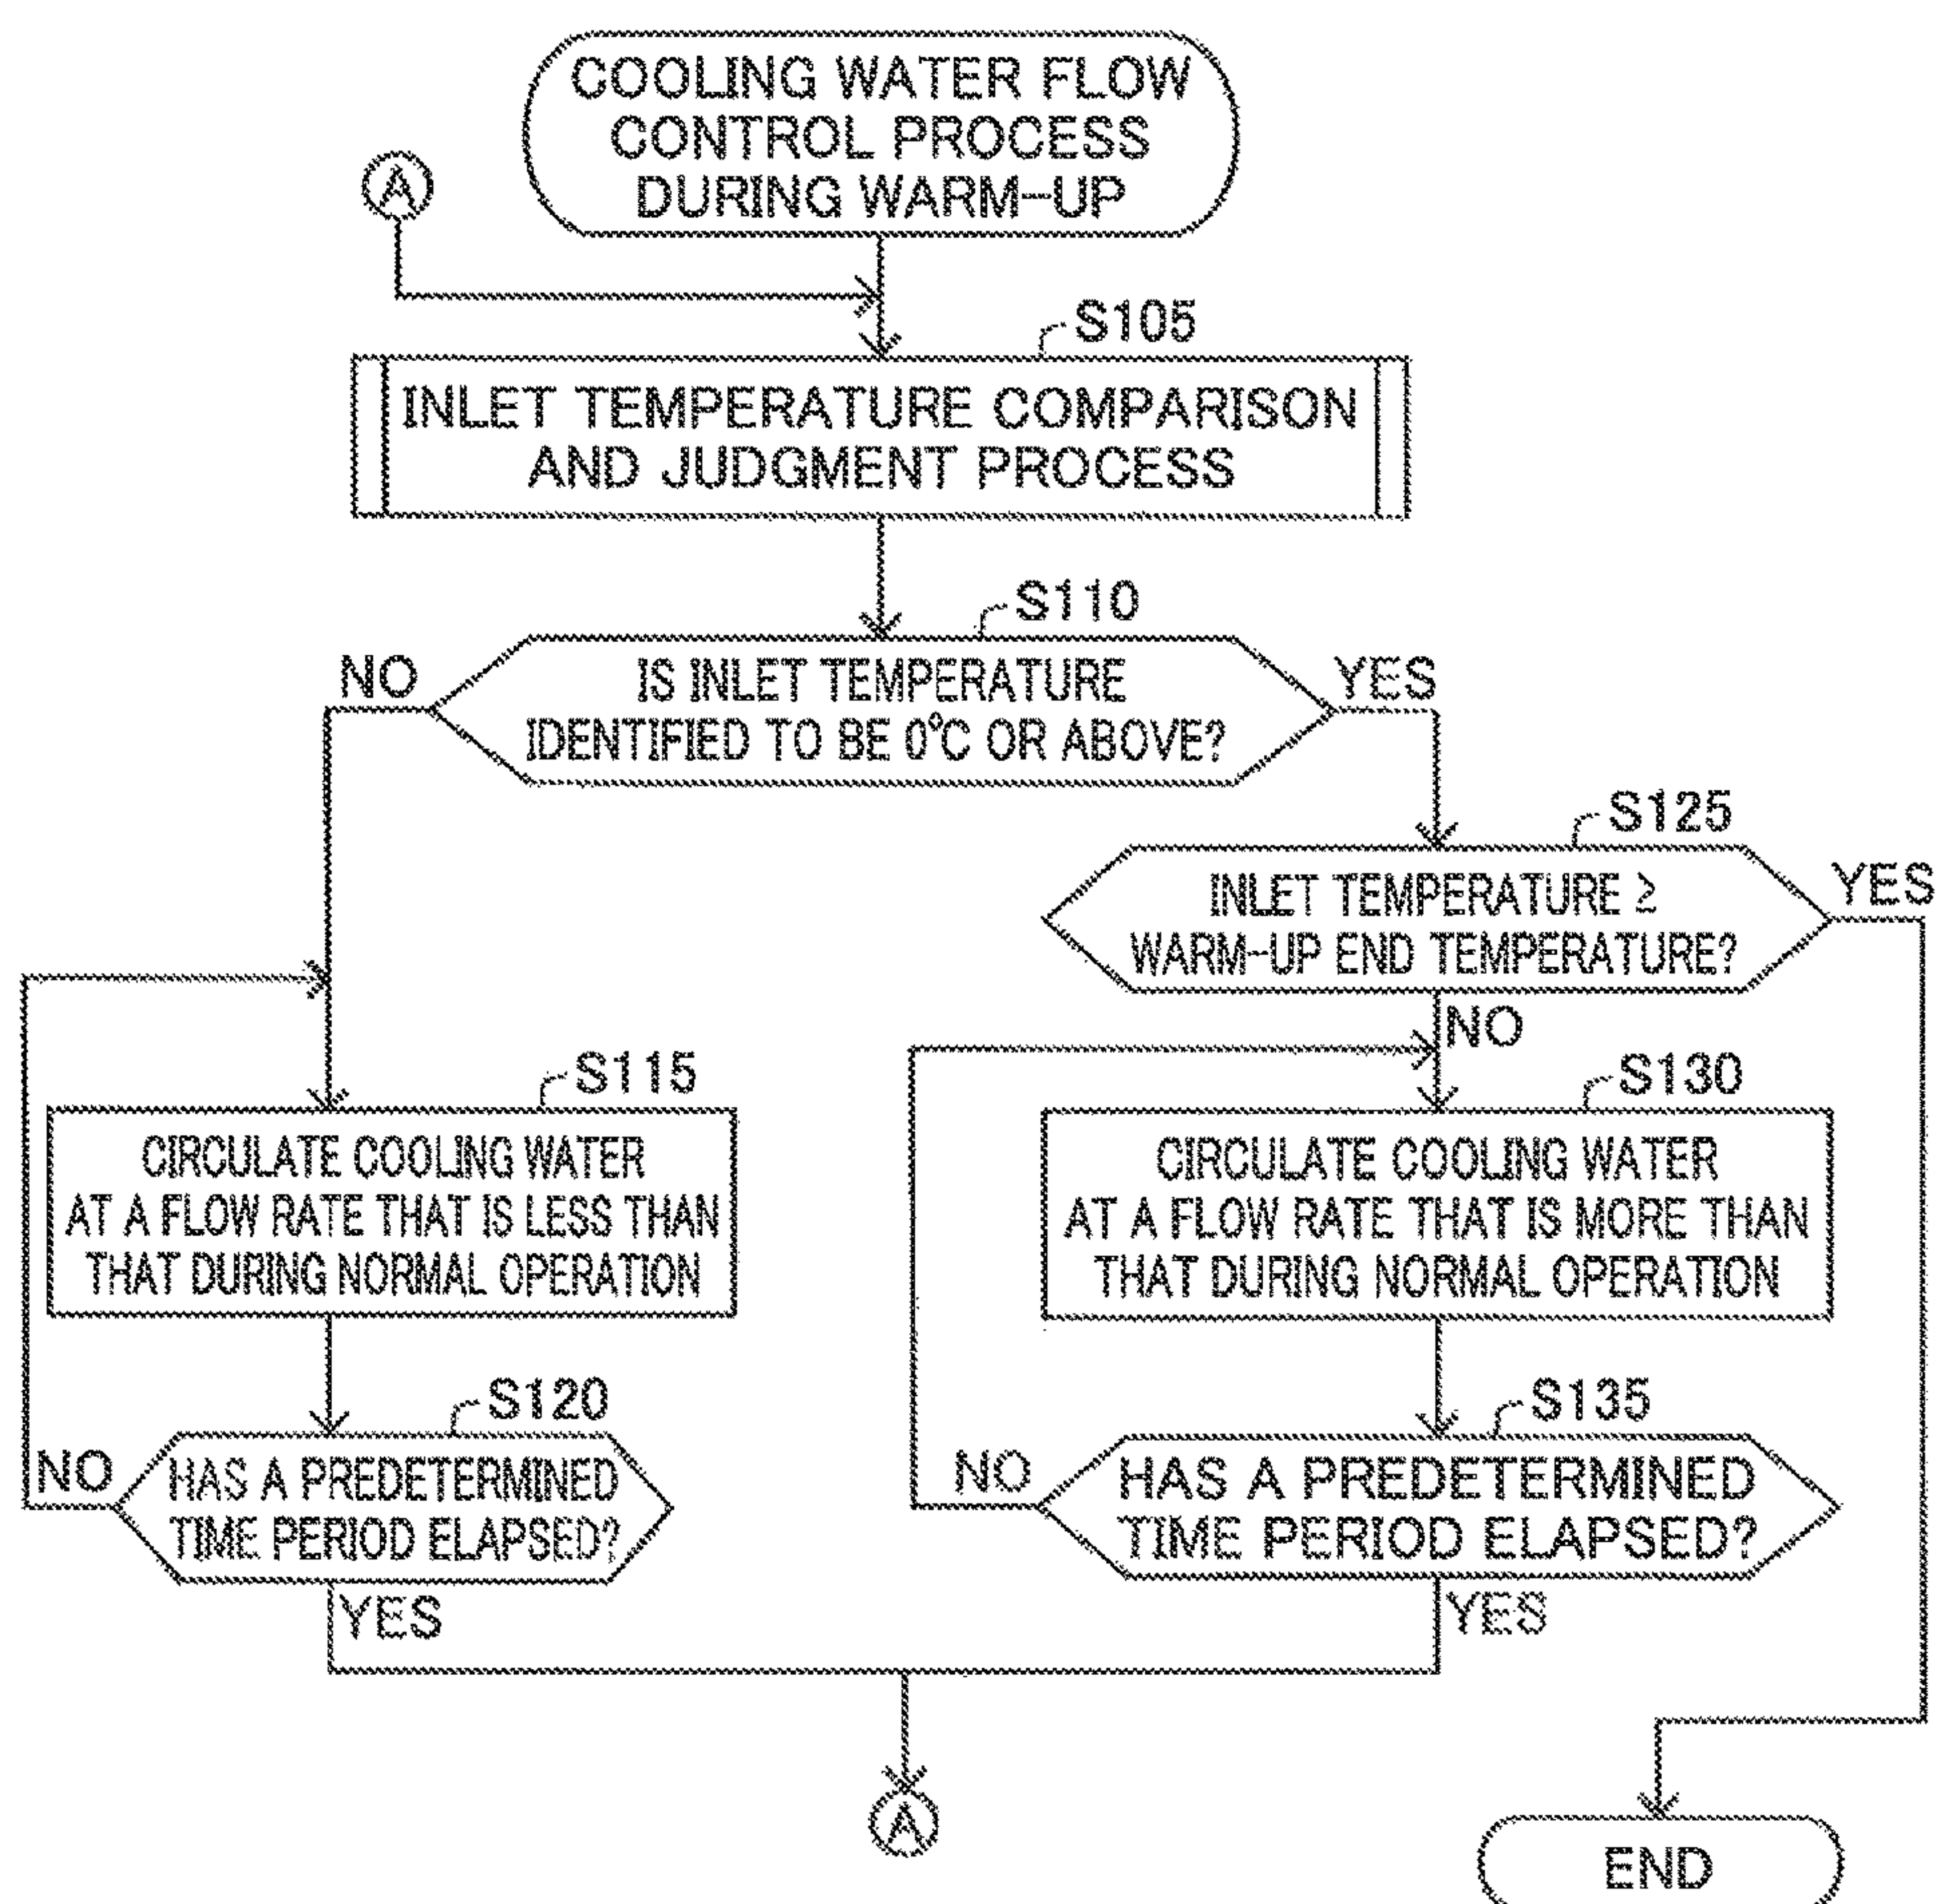 COOLING WATER FLOW
CONTROL PROCESS
DURING WARM-UP
A
S105
INLET TEMPERATURE COMPARISON
AND JUDGMENT PROCESS
S110
NO
IS INLET TEMPERATURE
IDENTIFIED TO BE 0°C OR ABOVE?
YES
S125
INLET TEMPERATURE ≥
WARM-UP END TEMPERATURE?
YES
NO
S115
CIRCULATE COOLING WATER
AT A FLOW RATE THAT IS LESS THAN
THAT DURING NORMAL OPERATION
S130
CIRCULATE COOLING WATER
AT A FLOW RATE THAT IS MORE THAN
THAT DURING NORMAL OPERATION
S120
NO
HAS A PREDETERMINED
TIME PERIOD ELAPSED?
YES
S135
NO
HAS A PREDETERMINED
TIME PERIOD ELAPSED?
YES
A
END